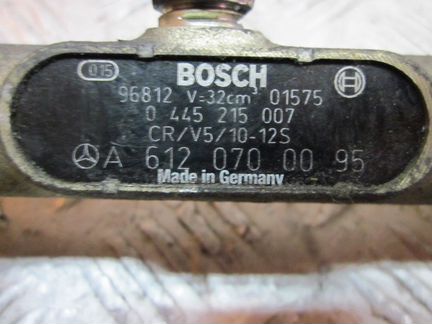 015 BOSCH
96812 V=32cm³ 01575
0 445 215 007
CR/V5/10-12S
A 612 070 00 95
Made in Germany